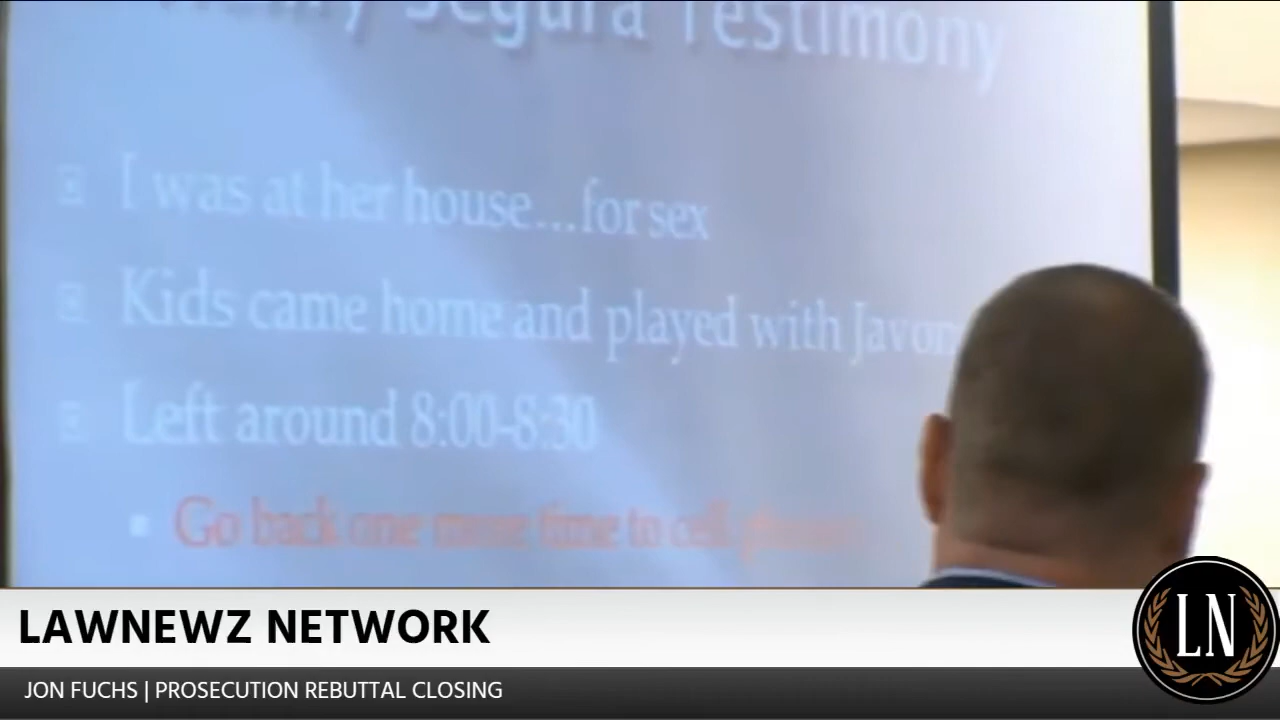 Segura Testimony
I was at her house...for sex
Kids came home and played with Javon
Left around 8:00-8:30
Go back one more time to cell phones
LAWNEWZ NETWORK
LN
JON FUCHS | PROSECUTION REBUTTAL CLOSING